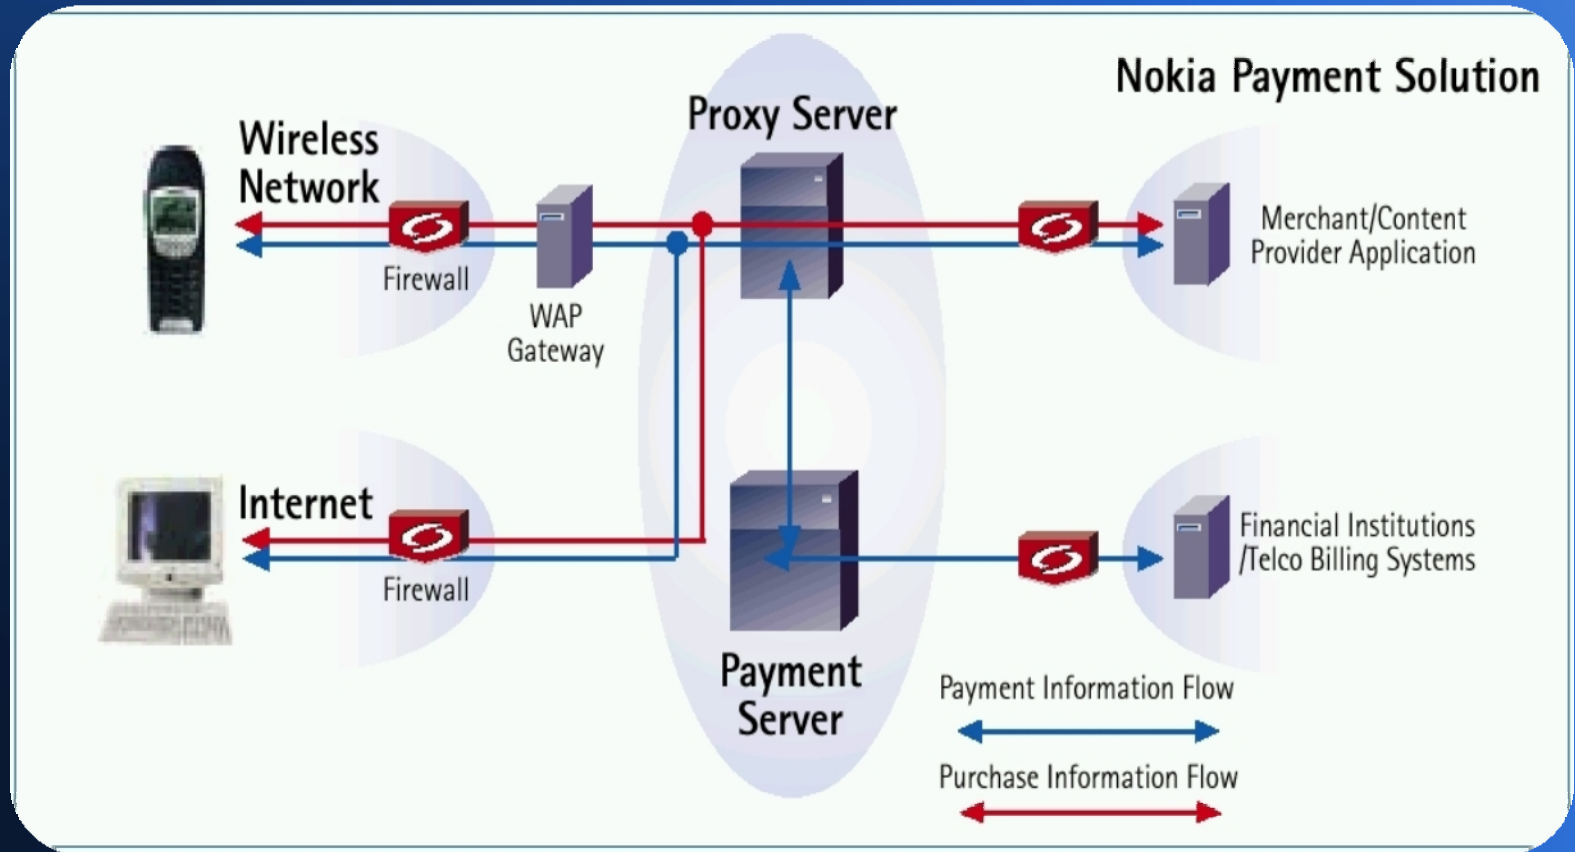 Nokia Payment Solution
Proxy Server
Wireless
Network
Firewall
WAP
Gateway
Merchant/Content
Provider Application
Internet
Firewall
Financial Institutions
/Telco Billing Systems
Payment
Server
Payment Information Flow
Purchase Information Flow